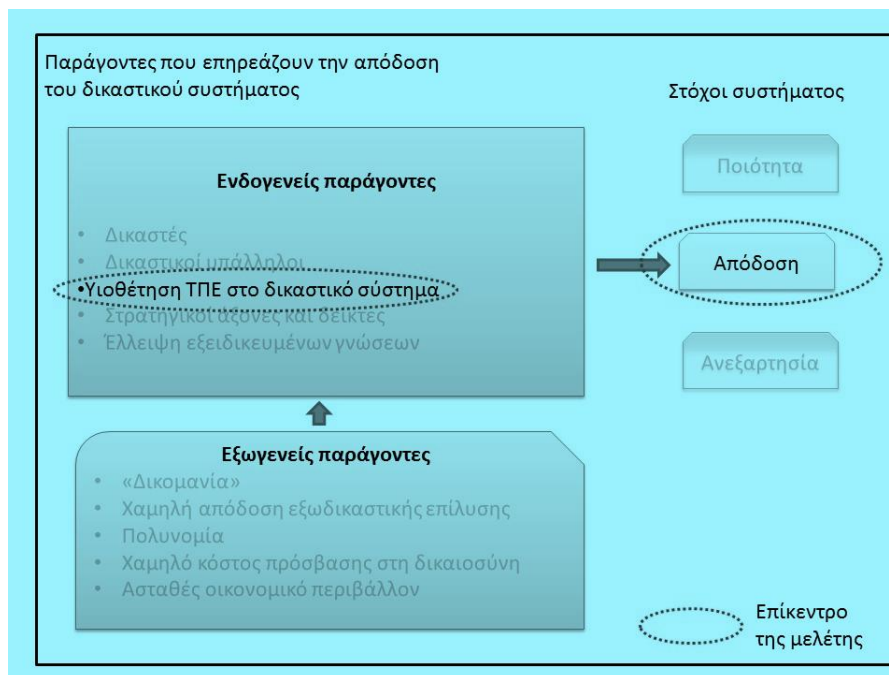 Παράγοντες που επηρεάζουν την απόδοση
του δικαστικού συστήματος
Στόχοι συστήματος
Ενδογενείς παράγοντες
• Δικαστές
• Δικαστικοί υπάλληλοι
•Υιοθέτηση ΤΠΕ στο δικαστικό σύστημα
• Στρατηγικοί άξονες και δείκτες
• Έλλειψη εξειδικευμένων γνώσεων
Ποιότητα
Απόδοση
Ανεξαρτησία
Εξωγενείς παράγοντες
• «Δικομανία»
• Χαμηλή απόδοση εξωδικαστικής επίλυσης
• Πολυνομία
• Χαμηλό κόστος πρόσβασης στη δικαιοσύνη
• Ασταθές οικονομικό περιβάλλον
Επίκεντρο
της μελέτης